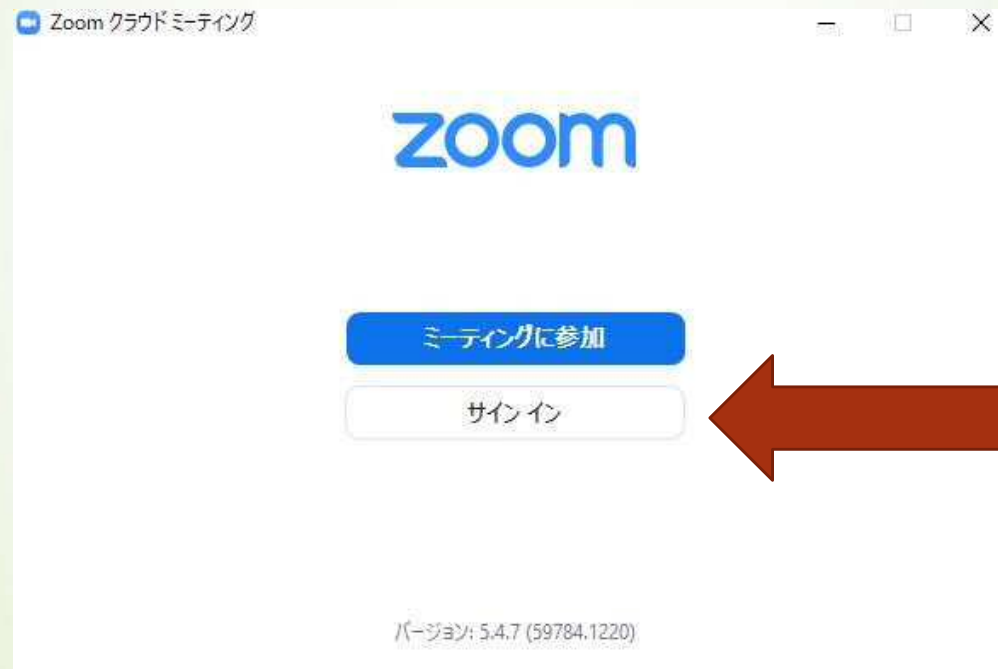 Zoom クラウド ミーティング
zoom
ミーティングに参加
サイン イン
バージョン: 5.4.7 (59784.1220)